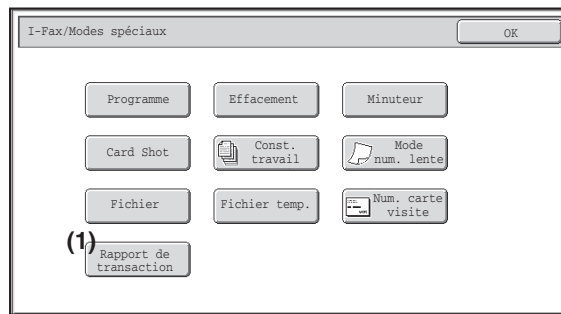 I-Fax/Modes spéciaux
OK
Programme
Effacement
Minuteur
Card Shot
Const.
travail
Mode
num. lente
Fichier
Fichier temp.
Num. carte
visite
(1)
Rapport de
transaction